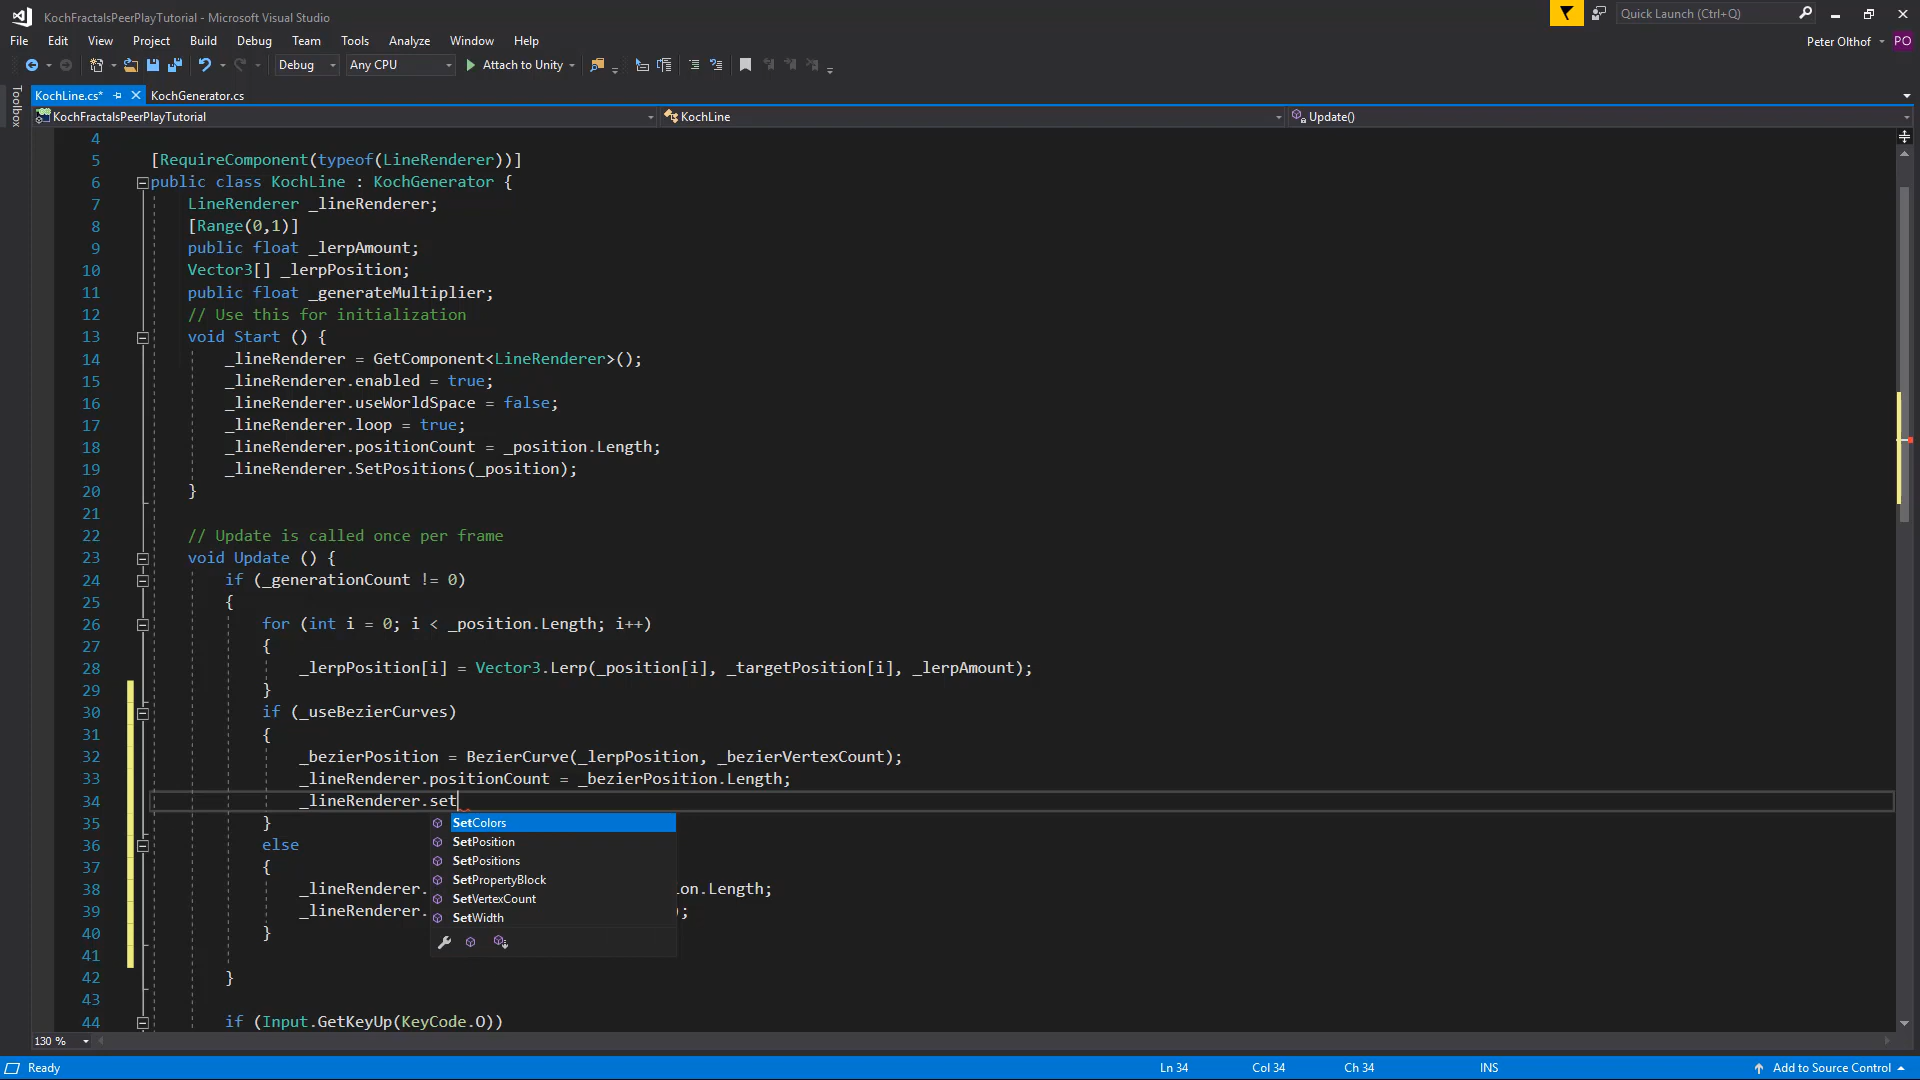 KochFractalsPeerPlayTutorial - Microsoft Visual Studio
Quick Launch (Ctrl+Q)
File Edit View Project Build Debug Team Tools Analyze Window Help
Peter Olthof PO
Debug Any CPU Attach to Unity
Toolbox
KochLine.cs* KochGenerator.cs
KochFractalsPeerPlayTutorial KochLine Update()
4
5 [RequireComponent(typeof(LineRenderer))]
6 public class KochLine : KochGenerator {
7 LineRenderer _lineRenderer;
8 [Range(0,1)]
9 public float _lerpAmount;
10 Vector3[] _lerpPosition;
11 public float _generateMultiplier;
12 // Use this for initialization
13 void Start () {
14 _lineRenderer = GetComponent<LineRenderer>();
15 _lineRenderer.enabled = true;
16 _lineRenderer.useWorldSpace = false;
17 _lineRenderer.loop = true;
18 _lineRenderer.positionCount = _position.Length;
19 _lineRenderer.SetPositions(_position);
20 }
21
22 // Update is called once per frame
23 void Update () {
24 if (_generationCount != 0)
25 {
26 for (int i = 0; i < _position.Length; i++)
27 {
28 _lerpPosition[i] = Vector3.Lerp(_position[i], _targetPosition[i], _lerpAmount);
29 }
30 if (_useBezierCurves)
31 {
32 _bezierPosition = BezierCurve(_lerpPosition, _bezierVertexCount);
33 _lineRenderer.positionCount = _bezierPosition.Length;
34 _lineRenderer.set
35 } SetColors
36 else SetPosition
37 { SetPositions
38 _lineRenderer. SetPropertyBlock on.Length;
39 _lineRenderer. SetVertexCount );
40 } SetWidth
41
42 }
43
44 if (Input.GetKeyUp(KeyCode.O))
130 %
Ready Ln 34 Col 34 Ch 34 INS Add to Source Control